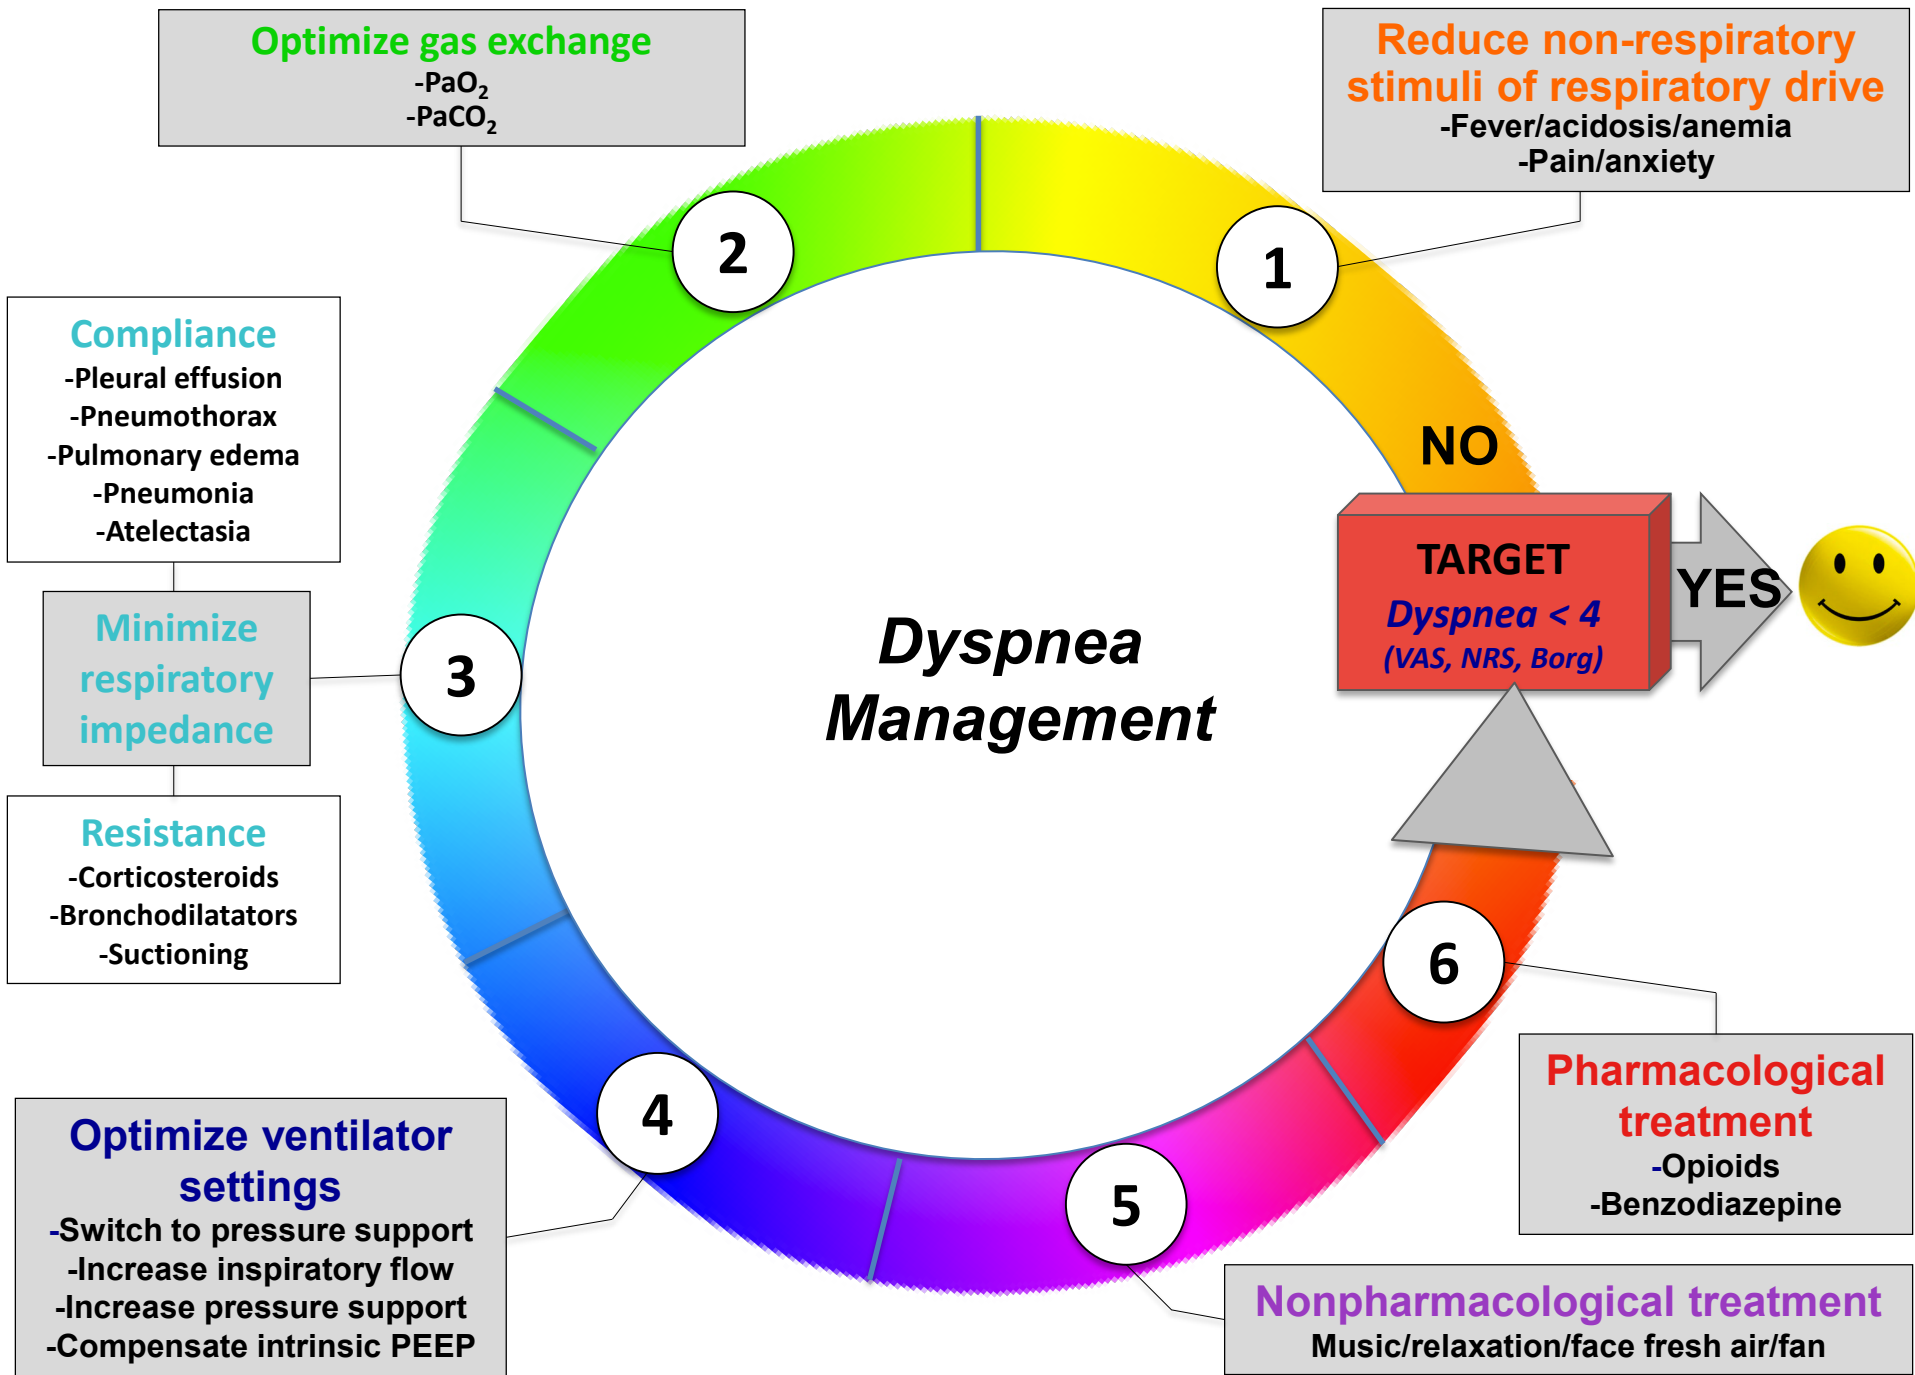 Optimize gas exchange
-PaO₂
-PaCO₂
Reduce non-respiratory
stimuli of respiratory drive
-Fever/acidosis/anemia
-Pain/anxiety
2
1
Compliance
-Pleural effusion
-Pneumothorax
-Pulmonary edema
-Pneumonia
-Atelectasia
NO
TARGET
Dyspnea < 4
(VAS, NRS, Borg)
YES
Minimize
respiratory
impedance
3
Dyspnea
Management
Resistance
-Corticosteroids
-Bronchodilatators
-Suctioning
6
4
Optimize ventilator
settings
-Switch to pressure support
-Increase inspiratory flow
-Increase pressure support
-Compensate intrinsic PEEP
5
Pharmacological
treatment
-Opioids
-Benzodiazepine
Nonpharmacological treatment
Music/relaxation/face fresh air/fan